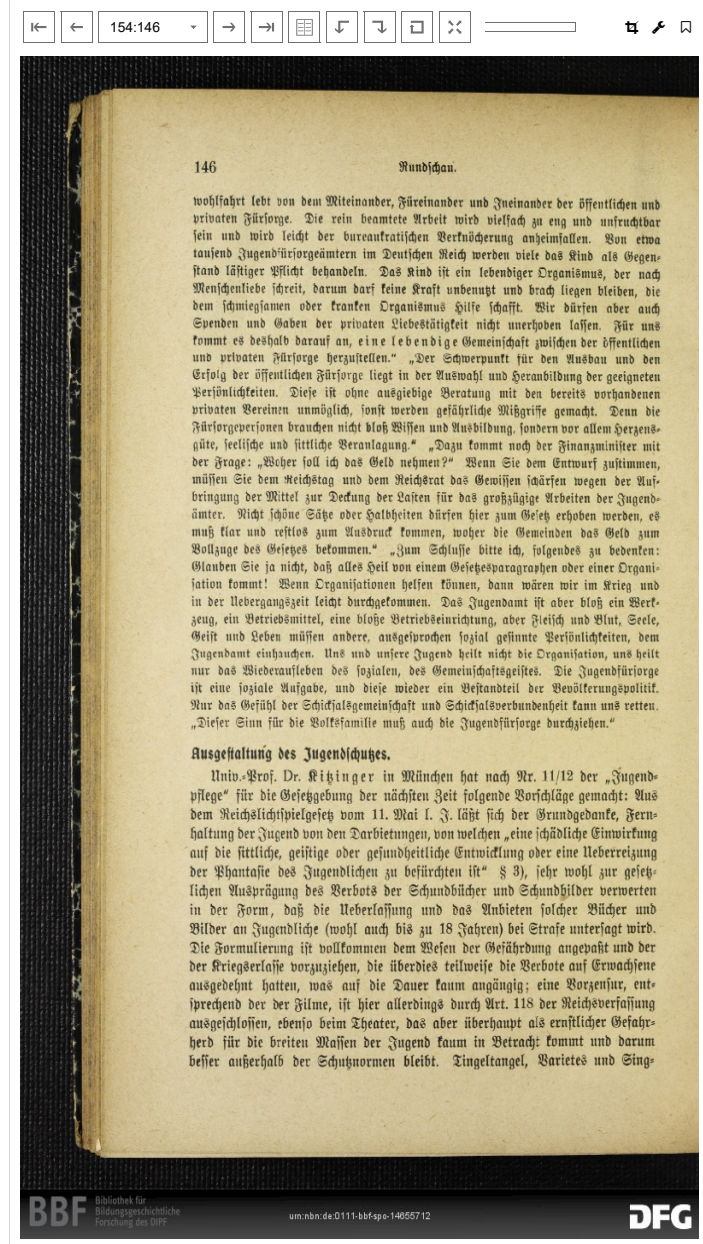 154:146
146 Rundschau.
wohlfahrt lebt von dem Miteinander, Füreinander und Ineinander der öffentlichen und
privaten Fürsorge. Die rein beamtete Arbeit wird vielfach zu eng und unfruchtbar
sein und wird leicht der bureaukratischen Verknöcherung anheimfallen. Von etwa
tausend Jugendfürsorgeämtern im Deutschen Reich werden viele das Kind als Gegen-
stand lästiger Pflicht behandeln. Das Kind ist ein lebendiger Organismus, der nach
Menschenliebe schreit, darum darf keine Kraft unbenutzt und brach liegen bleiben, die
dem schmiegsamen oder kranken Organismus Hilfe schafft. Wir dürfen aber auch
Spenden und Gaben der privaten Liebestätigkeit nicht unerhoben lassen. Für uns
kommt es deshalb darauf an, eine lebendige Gemeinschaft zwischen der öffentlichen
und privaten Fürsorge herzustellen.“ „Der Schwerpunkt für den Ausbau und den
Erfolg der öffentlichen Fürsorge liegt in der Auswahl und Heranbildung der geeigneten
Persönlichkeiten. Diese ist ohne ausgiebige Beratung mit den bereits vorhandenen
privaten Vereinen unmöglich, sonst werden gefährliche Mißgriffe gemacht. Denn die
Fürsorgepersonen brauchen nicht bloß Wissen und Ausbildung, sondern vor allem Herzens-
güte, seelische und sittliche Veranlagung.“ „Dazu kommt noch der Finanzminister mit
der Frage: „Woher soll ich das Geld nehmen?“ Wenn Sie dem Entwurf zustimmen,
müssen Sie dem Reichstag und dem Reichsrat das Gewissen schärfen wegen der Auf-
bringung der Mittel zur Deckung der Lasten für das großzügige Arbeiten der Jugend-
ämter. Nicht schöne Sätze oder Halbheiten dürfen hier zum Gesetz erhoben werden, es
muß klar und restlos zum Ausdruck kommen, woher die Gemeinden das Geld zum
Vollzuge des Gesetzes bekommen.“ „Zum Schlusse bitte ich, folgendes zu bedenken:
Glauben Sie ja nicht, daß alles Heil von einem Gesetzesparagraphen oder einer Organi-
sation kommt! Wenn Organisationen helfen können, dann wären wir im Krieg und
in der Uebergangszeit leicht durchgekommen. Das Jugendamt ist aber bloß ein Werk-
zeug, ein Betriebsmittel, eine bloße Betriebseinrichtung, aber Fleisch und Blut, Seele,
Geist und Leben müssen andere, ausgesprochen sozial gesinnte Persönlichkeiten, dem
Jugendamt einhauchen. Uns und unsere Jugend heilt nicht die Organisation, uns heilt
nur das Wiederaufleben des sozialen, des Gemeinschaftsgeistes. Die Jugendfürsorge
ist eine soziale Aufgabe, und diese wieder ein Bestandteil der Bevölkerungspolitik.
Nur das Gefühl der Schicksalsgemeinschaft und Schicksalsverbundenheit kann uns retten.
„Dieser Sinn für die Volksfamilie muß auch die Jugendfürsorge durchziehen.“
Ausgestaltung des Jugendschutzes.
Univ.-Prof. Dr. Kitzinger in München hat nach Nr. 11/12 der „Jugend-
pflege“ für die Gesetzgebung der nächsten Zeit folgende Vorschläge gemacht: Aus
dem Reichslichtspielgesetz vom 11. Mai l. J. läßt sich der Grundgedanke, Fern-
haltung der Jugend von den Darbietungen, von welchen „eine schädliche Einwirkung
auf die sittliche, geistige oder gesundheitliche Entwicklung oder eine Ueberreizung
der Phantasie des Jugendlichen zu befürchten ist“ § 3), sehr wohl zur gesetz-
lichen Ausprägung des Verbots der Schundbücher und Schundbilder verwerten
in der Form, daß die Ueberlassung und das Anbieten solcher Bücher und
Bilder an Jugendliche (wohl auch bis zu 18 Jahren) bei Strafe untersagt wird.
Die Formulierung ist vollkommen dem Wesen der Gefährdung angepaßt und der
der Kriegserlasse vorzuziehen, die überdies teilweise die Verbote auf Erwachsene
ausgedehnt hatten, was auf die Dauer kaum angängig; eine Vorzensur, ent-
sprechend der der Filme, ist hier allerdings durch Art. 118 der Reichsverfassung
ausgeschlossen, ebenso beim Theater, das aber überhaupt als ernstlicher Gefahr-
herd für die breiten Massen der Jugend kaum in Betracht kommt und darum
besser außerhalb der Schutznormen bleibt. Tingeltangel, Varietes und Sing-
BBF Bibliothek für
Bildungsgeschichtliche
Forschung des DIPF
urn:nbn:de:0111-bbf-spo-14655712
DFG